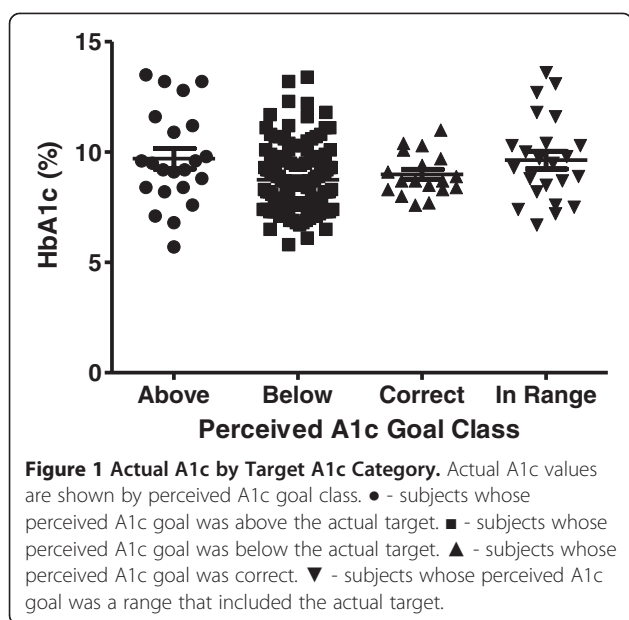 15
10
5
0
HbA1c (%)
Above Below Correct In Range
Perceived A1c Goal Class
Figure 1 Actual A1c by Target A1c Category. Actual A1c values
are shown by perceived A1c goal class. ● - subjects whose
perceived A1c goal was above the actual target. ■ - subjects whose
perceived A1c goal was below the actual target. ▲ - subjects whose
perceived A1c goal was correct. ▼ - subjects whose perceived A1c
goal was a range that included the actual target.